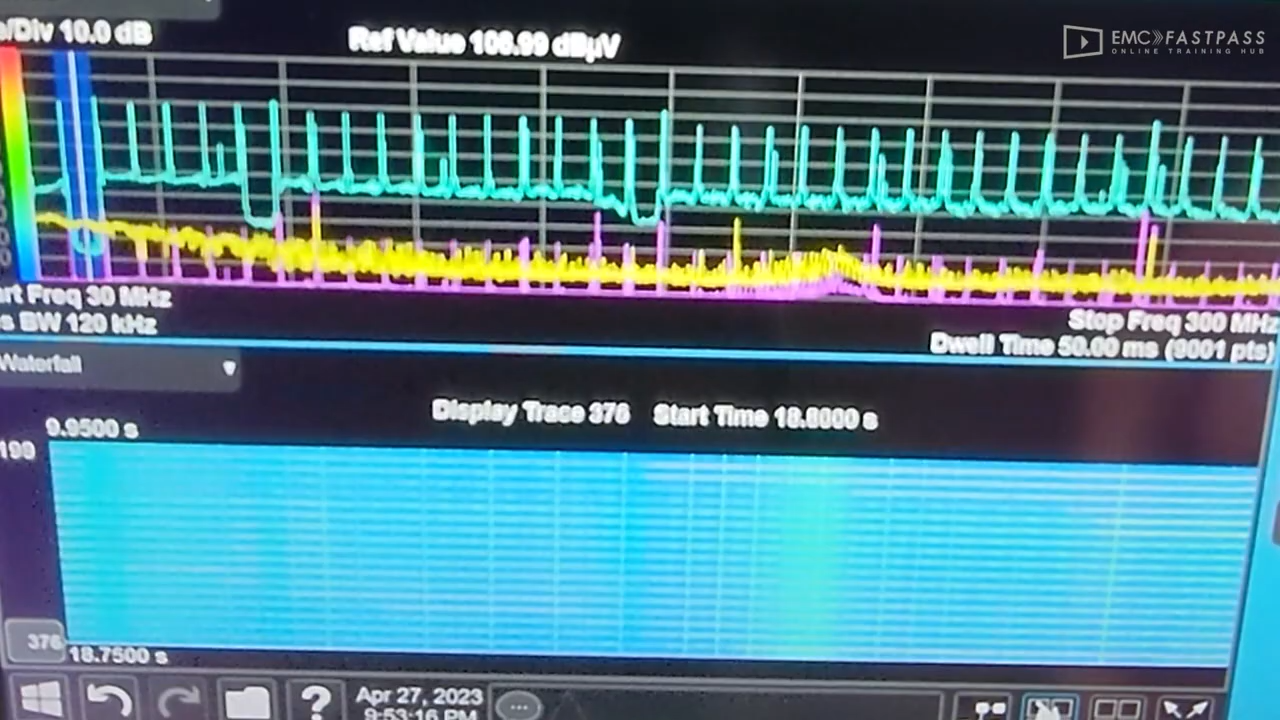 /Div 10.0 dB
Ref Value 106.99 dBµV
EMC FASTPASS
ONLINE TRAINING HUB
art Freq 30 MHz
s BW 120 kHz
Stop Freq 300 MHz
Dwell Time 50.00 ms (9001 pts)
Waterfall
Display Trace 376 Start Time 18.8000 s
9.9500 s
199
376
18.7500 s
?
Apr 27, 2023
9:53:16 PM